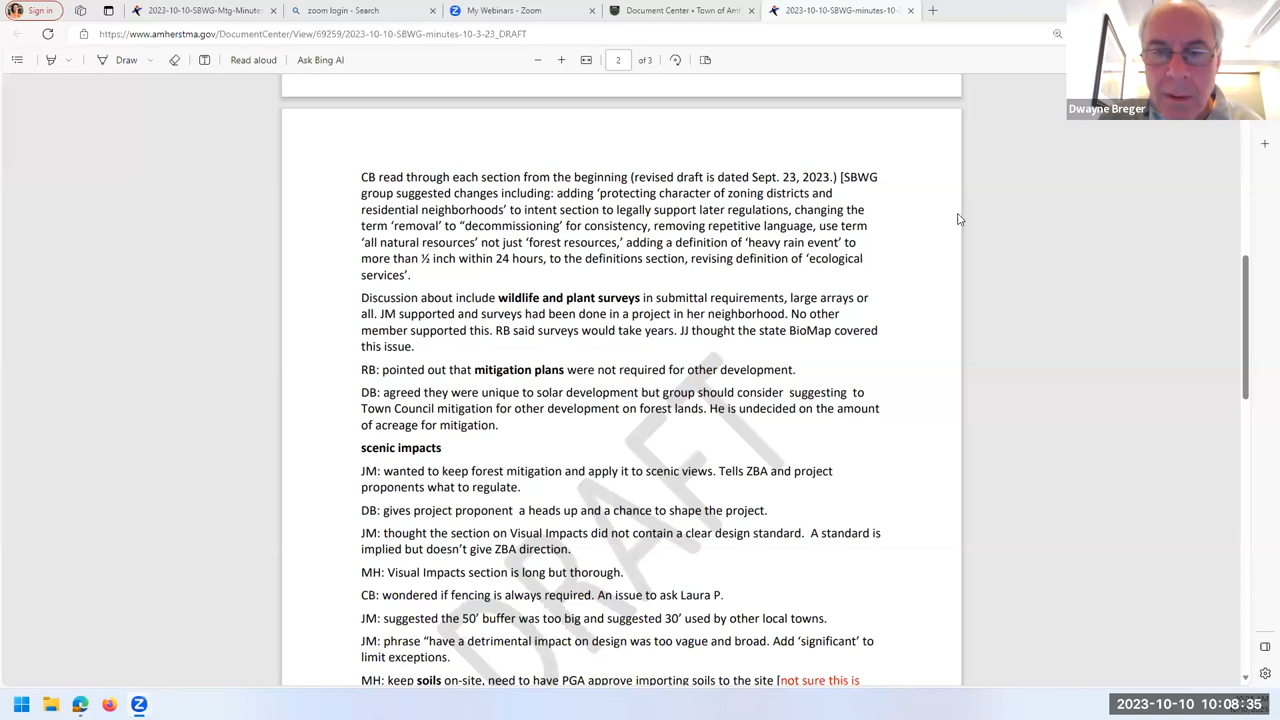 Sign in
2023-10-10-SBWG-Mtg-Minutes
zoom login - Search
My Webinars - Zoom
Document Center • Town of Am
2023-10-10-SBWG-minutes-10-3
https://www.amherstma.gov/DocumentCenter/View/69259/2023-10-10-SBWG-minutes-10-3-23_DRAFT
Draw
Read aloud
Ask Bing AI
2 of 3
Dwayne Breger
CB read through each section from the beginning (revised draft is dated Sept. 23, 2023.) [SBWG
group suggested changes including: adding ‘protecting character of zoning districts and
residential neighborhoods’ to intent section to legally support later regulations, changing the
term ‘removal’ to “decommissioning’ for consistency, removing repetitive language, use term
‘all natural resources’ not just ‘forest resources,’ adding a definition of ‘heavy rain event’ to
more than ½ inch within 24 hours, to the definitions section, revising definition of ‘ecological
services’.
Discussion about include wildlife and plant surveys in submittal requirements, large arrays or
all. JM supported and surveys had been done in a project in her neighborhood. No other
member supported this. RB said surveys would take years. JJ thought the state BioMap covered
this issue.
RB: pointed out that mitigation plans were not required for other development.
DB: agreed they were unique to solar development but group should consider suggesting to
Town Council mitigation for other development on forest lands. He is undecided on the amount
of acreage for mitigation.
scenic impacts
JM: wanted to keep forest mitigation and apply it to scenic views. Tells ZBA and project
proponents what to regulate.
DB: gives project proponent a heads up and a chance to shape the project.
JM: thought the section on Visual Impacts did not contain a clear design standard. A standard is
implied but doesn’t give ZBA direction.
MH: Visual Impacts section is long but thorough.
CB: wondered if fencing is always required. An issue to ask Laura P.
JM: suggested the 50’ buffer was too big and suggested 30’ used by other local towns.
JM: phrase “have a detrimental impact on design was too vague and broad. Add ‘significant’ to
limit exceptions.
MH: keep soils on-site, need to have PGA approve importing soils to the site [not sure this is
DRAFT
2023-10-10 10:08:35